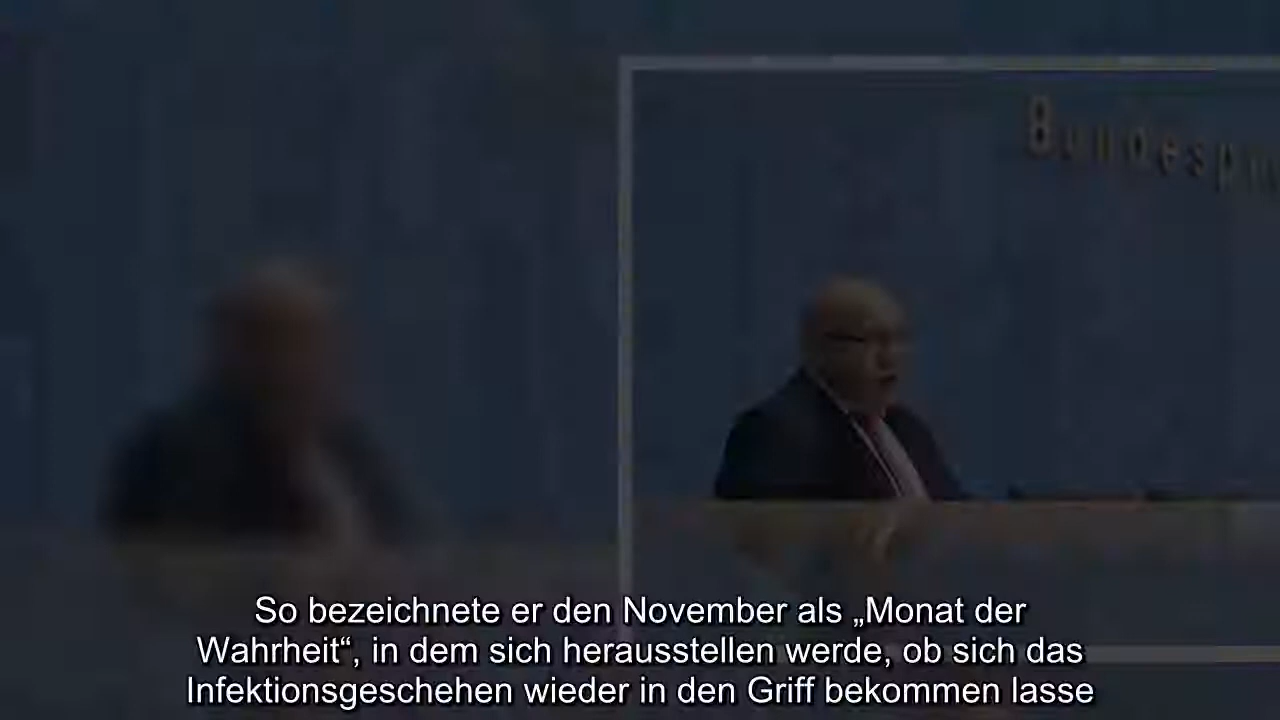 Bundespr
So bezeichnete er den November als „Monat der
Wahrheit“, in dem sich herausstellen werde, ob sich das
Infektionsgeschehen wieder in den Griff bekommen lasse